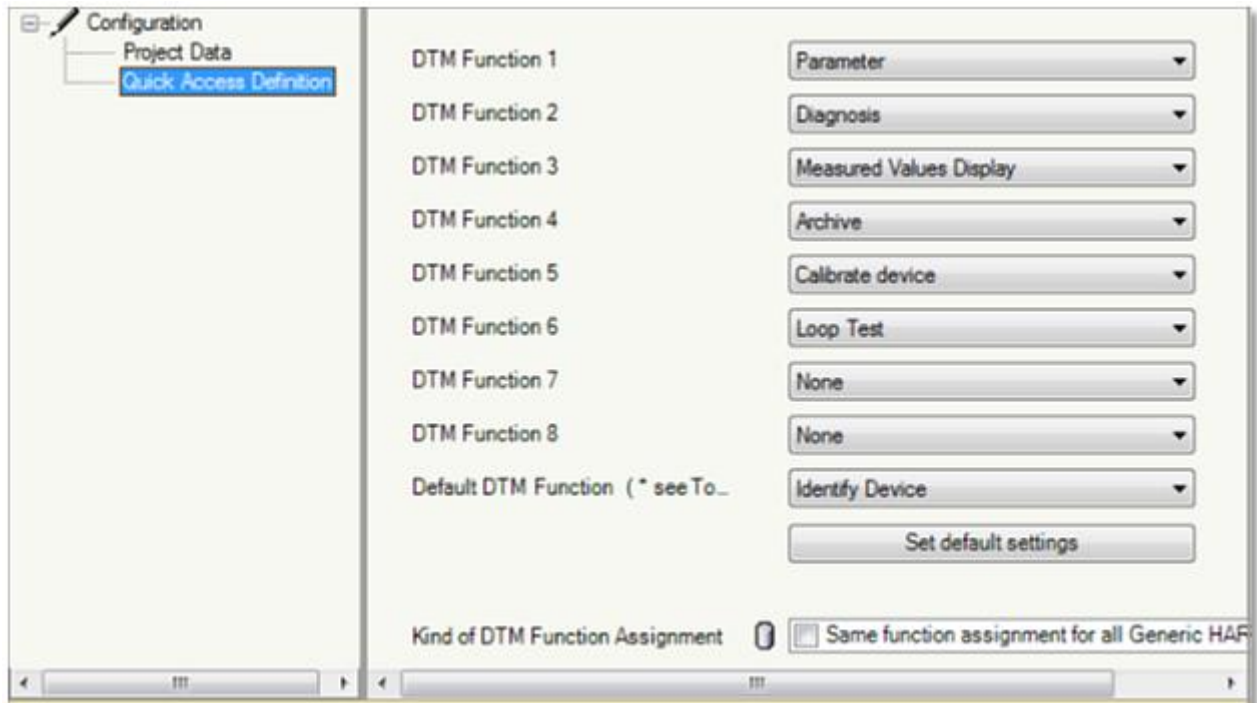 Configuration
Project Data
Quick Access Definition
DTM Function 1 Parameter
DTM Function 2 Diagnosis
DTM Function 3 Measured Values Display
DTM Function 4 Archive
DTM Function 5 Calibrate device
DTM Function 6 Loop Test
DTM Function 7 None
DTM Function 8 None
Default DTM Function ( * see To... Identify Device
Set default settings
Kind of DTM Function Assignment Same function assignment for all Generic HAR